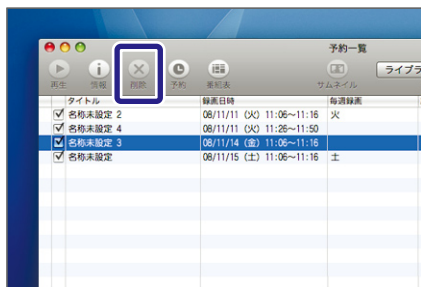 予約一覧
再生 情報 削除 予約 番組表 サムネイル ライブラ
タイトル 録画日時 毎週録画
名称未設定 2 08/11/11 (火) 11:06～11:16 火
名称未設定 4 08/11/11 (火) 11:26～11:50
名称未設定 3 08/11/14 (金) 11:06～11:16
名称未設定 08/11/15 (土) 11:06～11:16 土